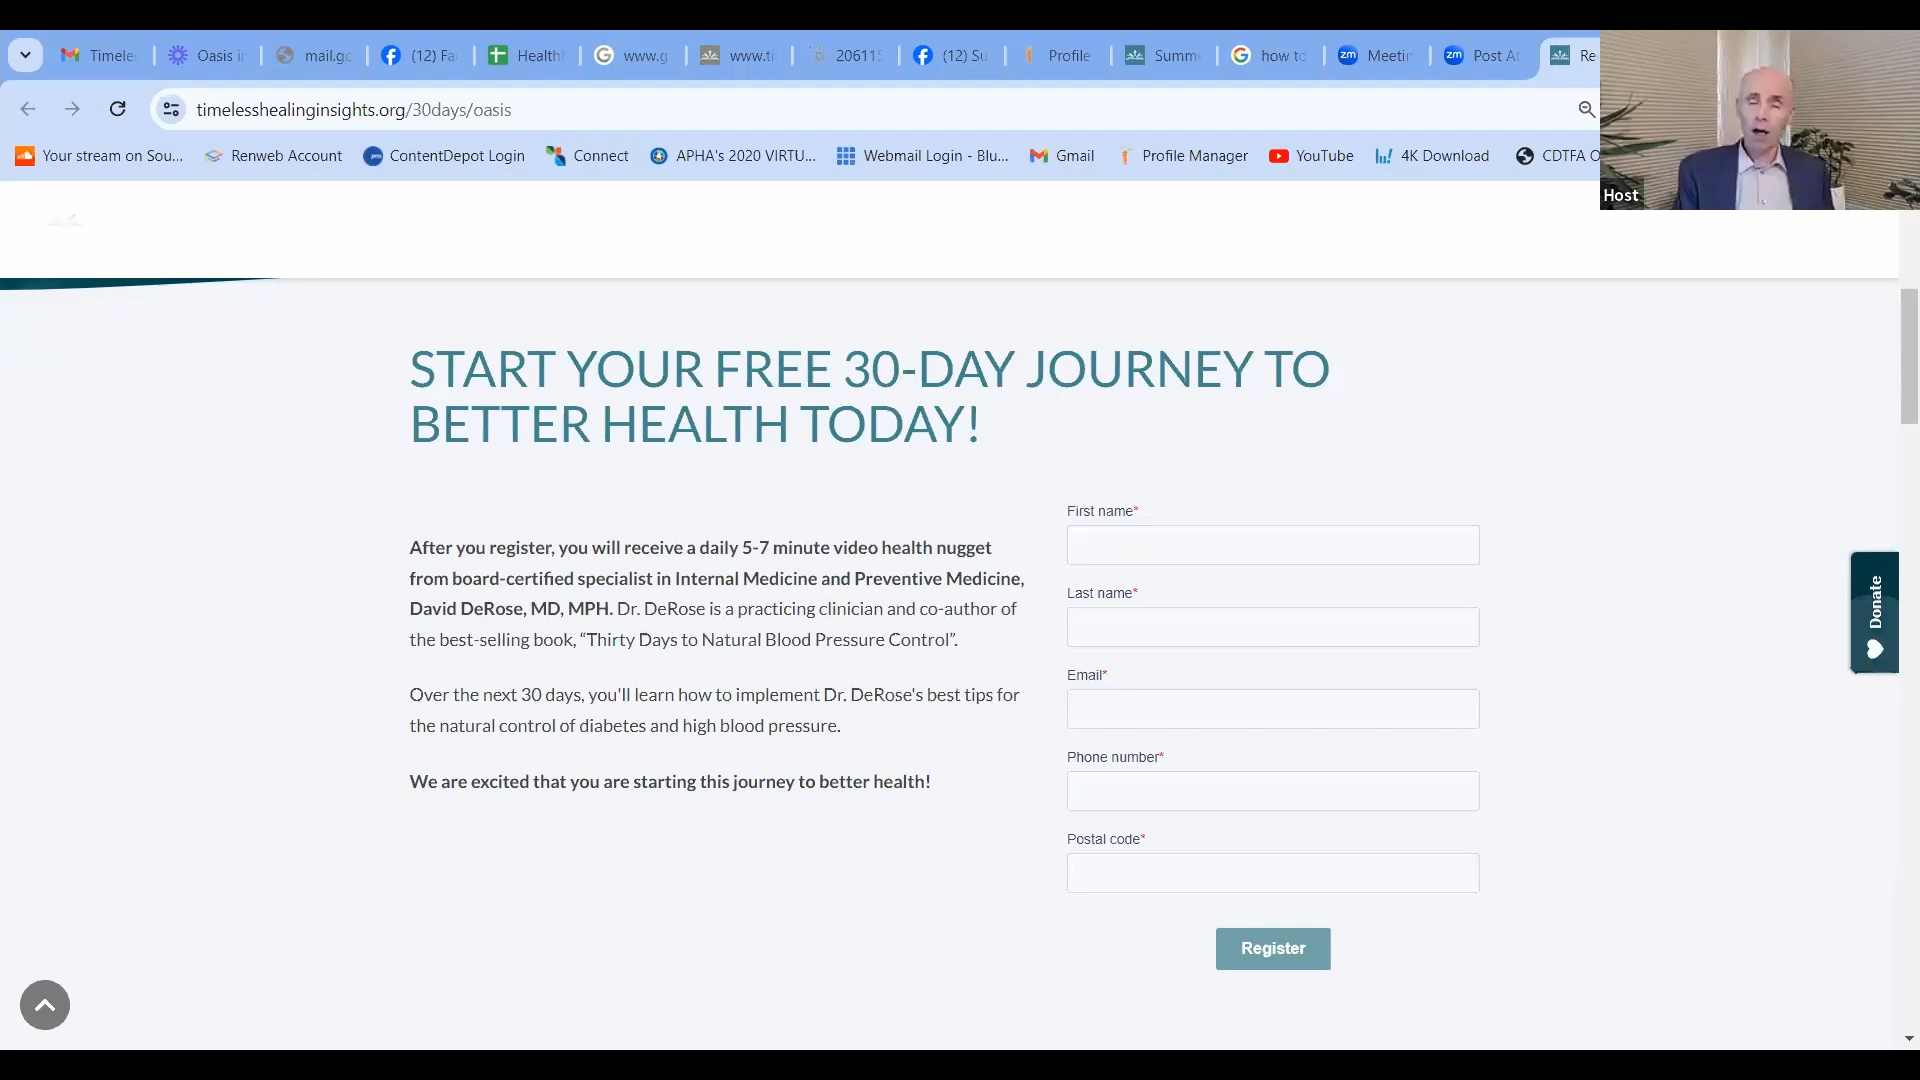 Timele
Oasis in
mail.go
(12) Fa
Health
www.g
www.ti
206115
(12) Su
Profile
Summe
how to
Meetin
Post At
Re
timelesshealinginsights.org/30days/oasis
Your stream on Sou...
Renweb Account
ContentDepot Login
Connect
APHA's 2020 VIRTU...
Webmail Login - Blu...
Gmail
Profile Manager
YouTube
4K Download
CDTFA O
Host
START YOUR FREE 30-DAY JOURNEY TO
BETTER HEALTH TODAY!
After you register, you will receive a daily 5-7 minute video health nugget
from board-certified specialist in Internal Medicine and Preventive Medicine,
David DeRose, MD, MPH. Dr. DeRose is a practicing clinician and co-author of
the best-selling book, “Thirty Days to Natural Blood Pressure Control”.
Over the next 30 days, you'll learn how to implement Dr. DeRose's best tips for
the natural control of diabetes and high blood pressure.
We are excited that you are starting this journey to better health!
First name*
Last name*
Email*
Phone number*
Postal code*
Register
Donate